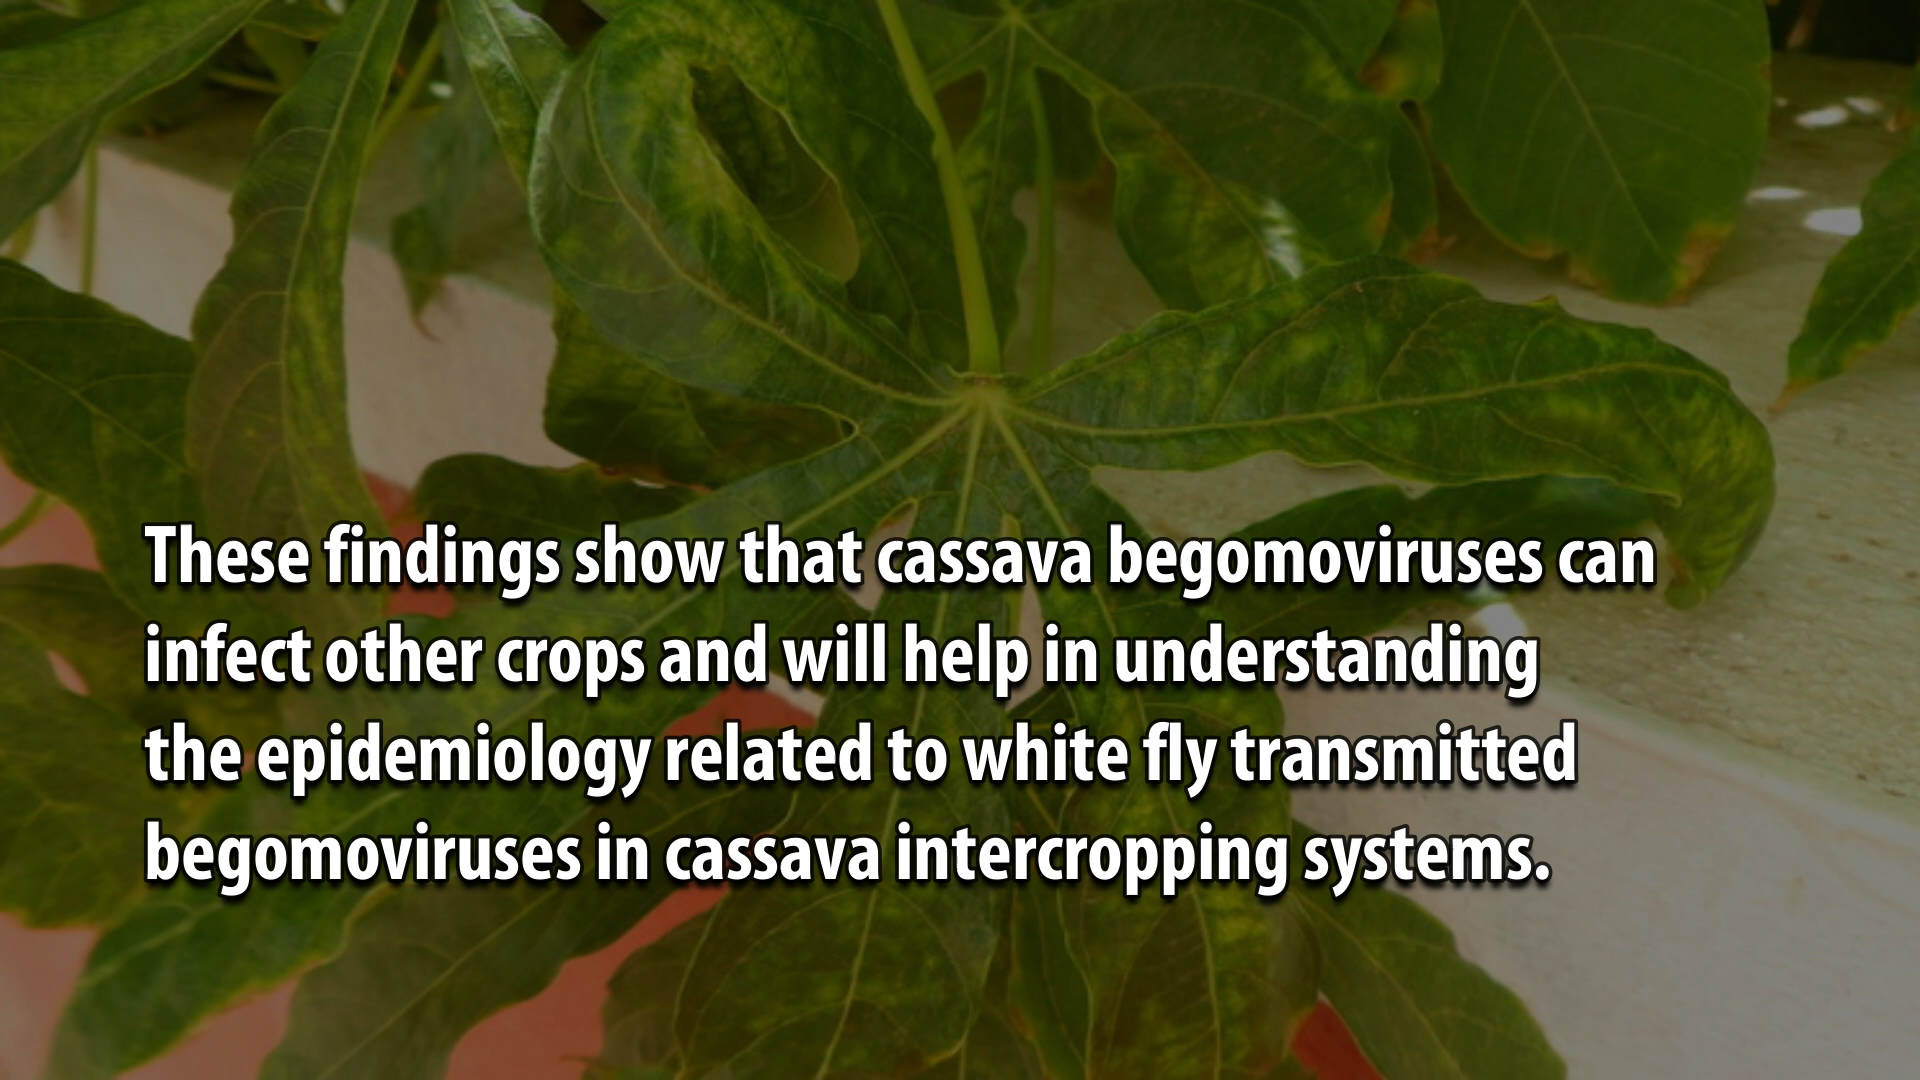 These findings show that cassava begomoviruses can
infect other crops and will help in understanding
the epidemiology related to white fly transmitted
begomoviruses in cassava intercropping systems.